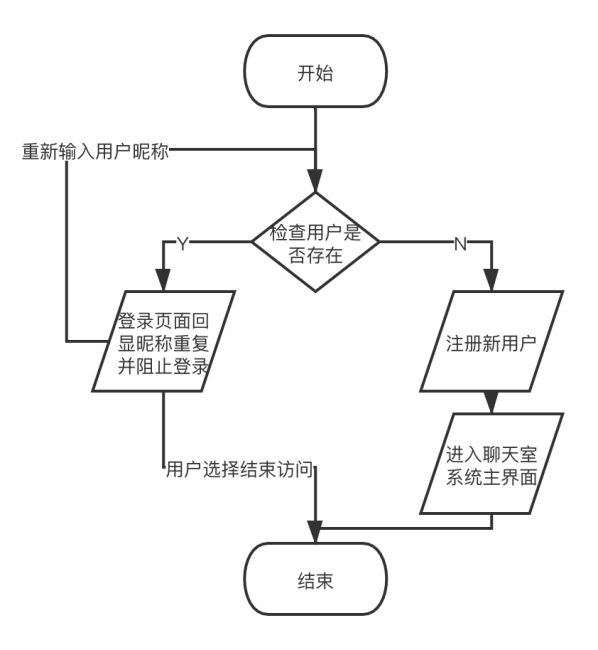 开始
重新输入用户昵称
检查用户是
否存在
Y
N
登录页面回
显昵称重复
并阻止登录
注册新用户
进入聊天室
系统主界面
用户选择结束访问
结束